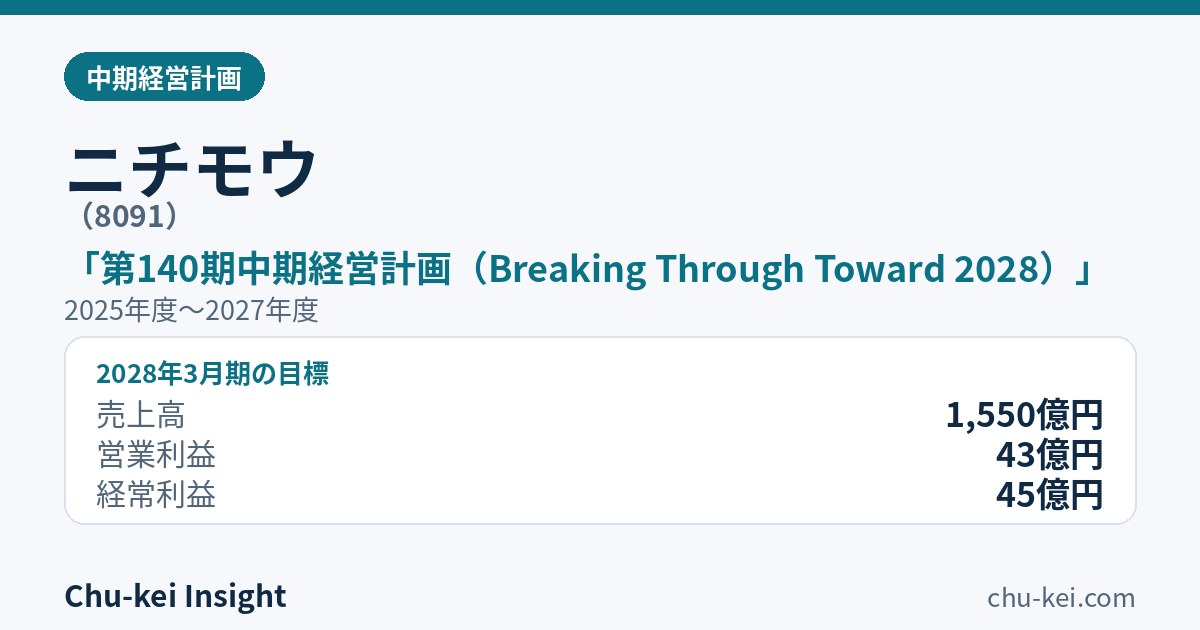 中期経営計画
ニチモウ
（8091）
「第140期中期経営計画（Breaking Through Toward 2028）」
2025年度〜2027年度
2028年3月期の目標
売上高 1,550億円
営業利益 43億円
経常利益 45億円
Chu-kei Insight chu-kei.com